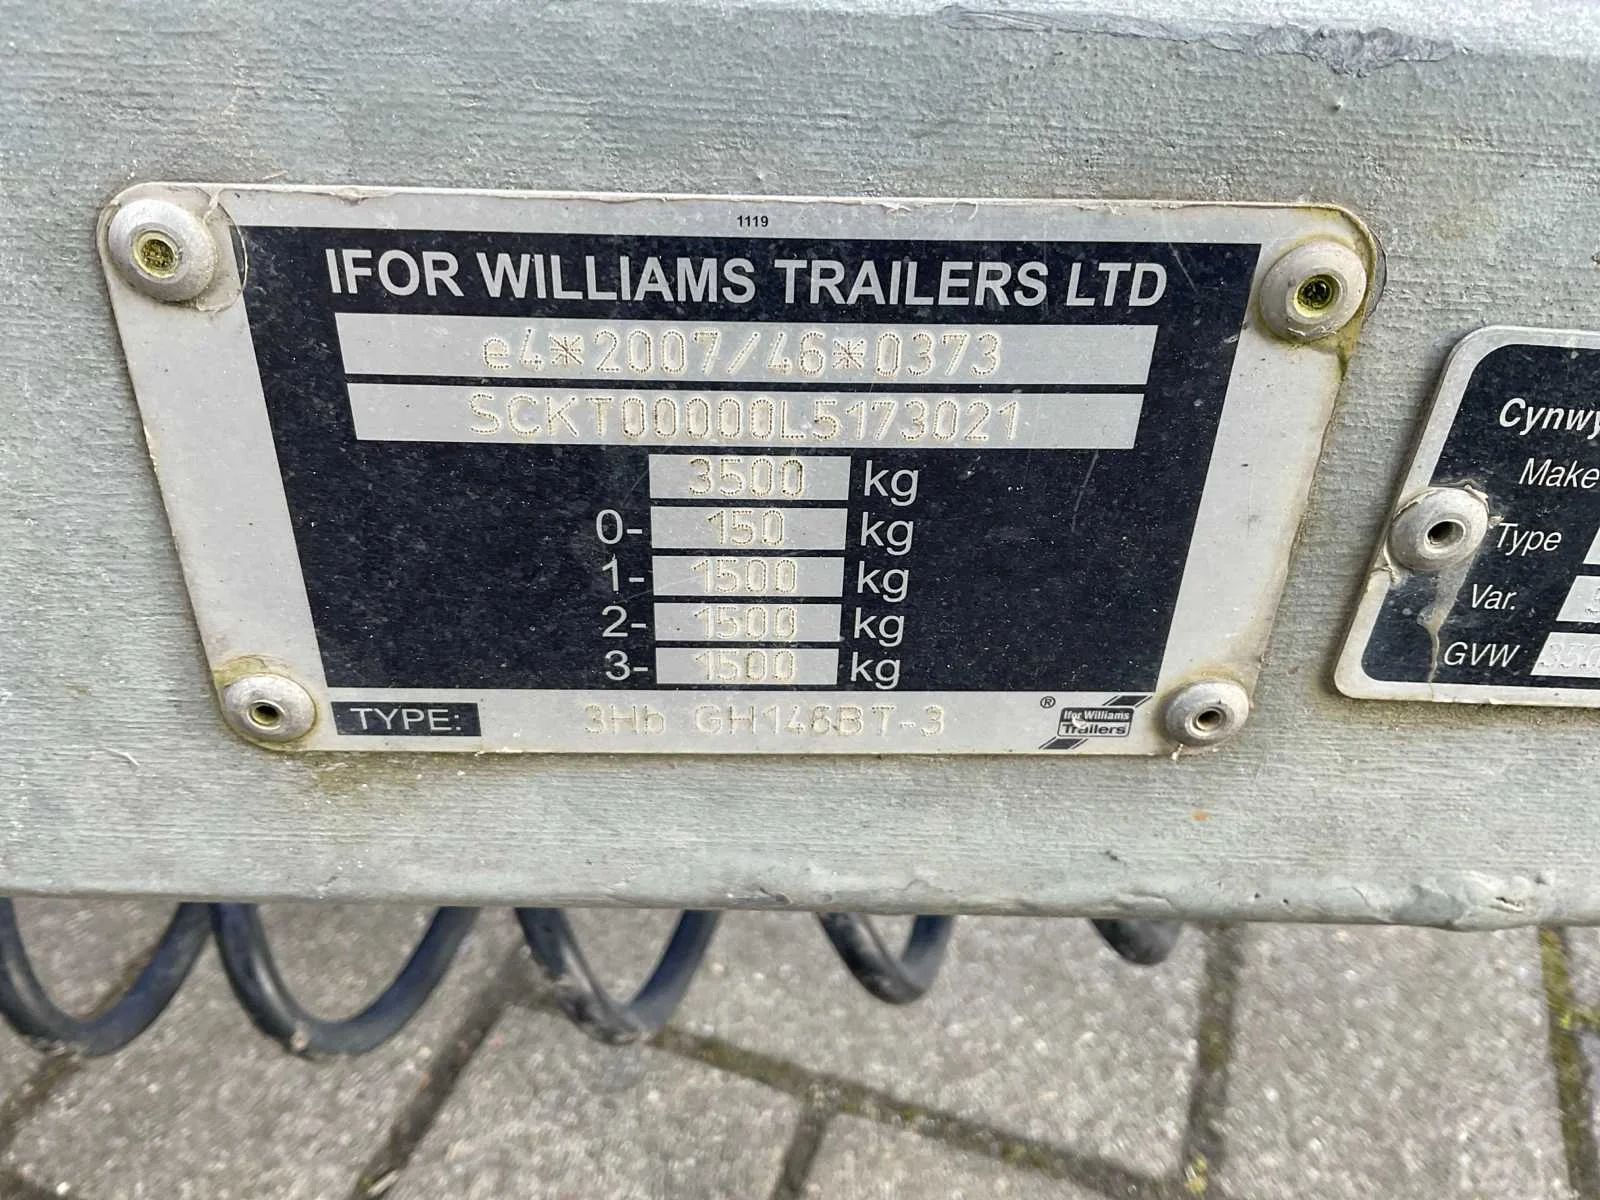 1119
IFOR WILLIAMS TRAILERS LTD
e4*2007/46*0373
SCKT00000L5173021
3500 kg
0- 150 kg
1- 1500 kg
2- 1500 kg
3- 1500 kg
TYPE: 3Hb GH146BT-3
®
Ifor Williams
Trailers
Cynwy
Make
Type
Var.
GVW 350